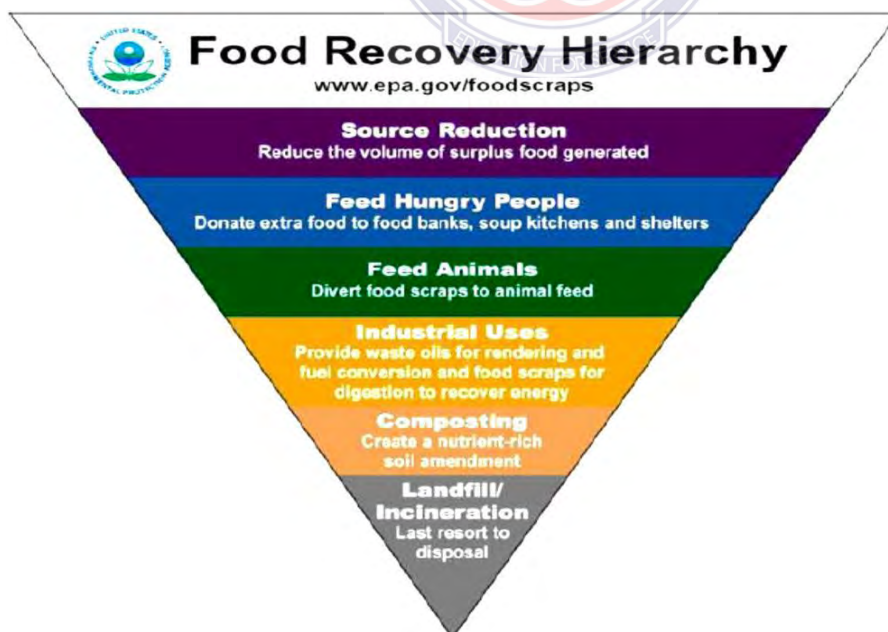 Food Recovery Hierarchy
www.epa.gov/foodscraps
Source Reduction
Reduce the volume of surplus food generated
Feed Hungry People
Donate extra food to food banks, soup kitchens and shelters
Feed Animals
Divert food scraps to animal feed
Industrial Uses
Provide waste oils for rendering and
fuel conversion and food scraps for
digestion to recover energy
Composting
Create a nutrient-rich
soil amendment
Landfill/
Incineration
Last resort to
disposal